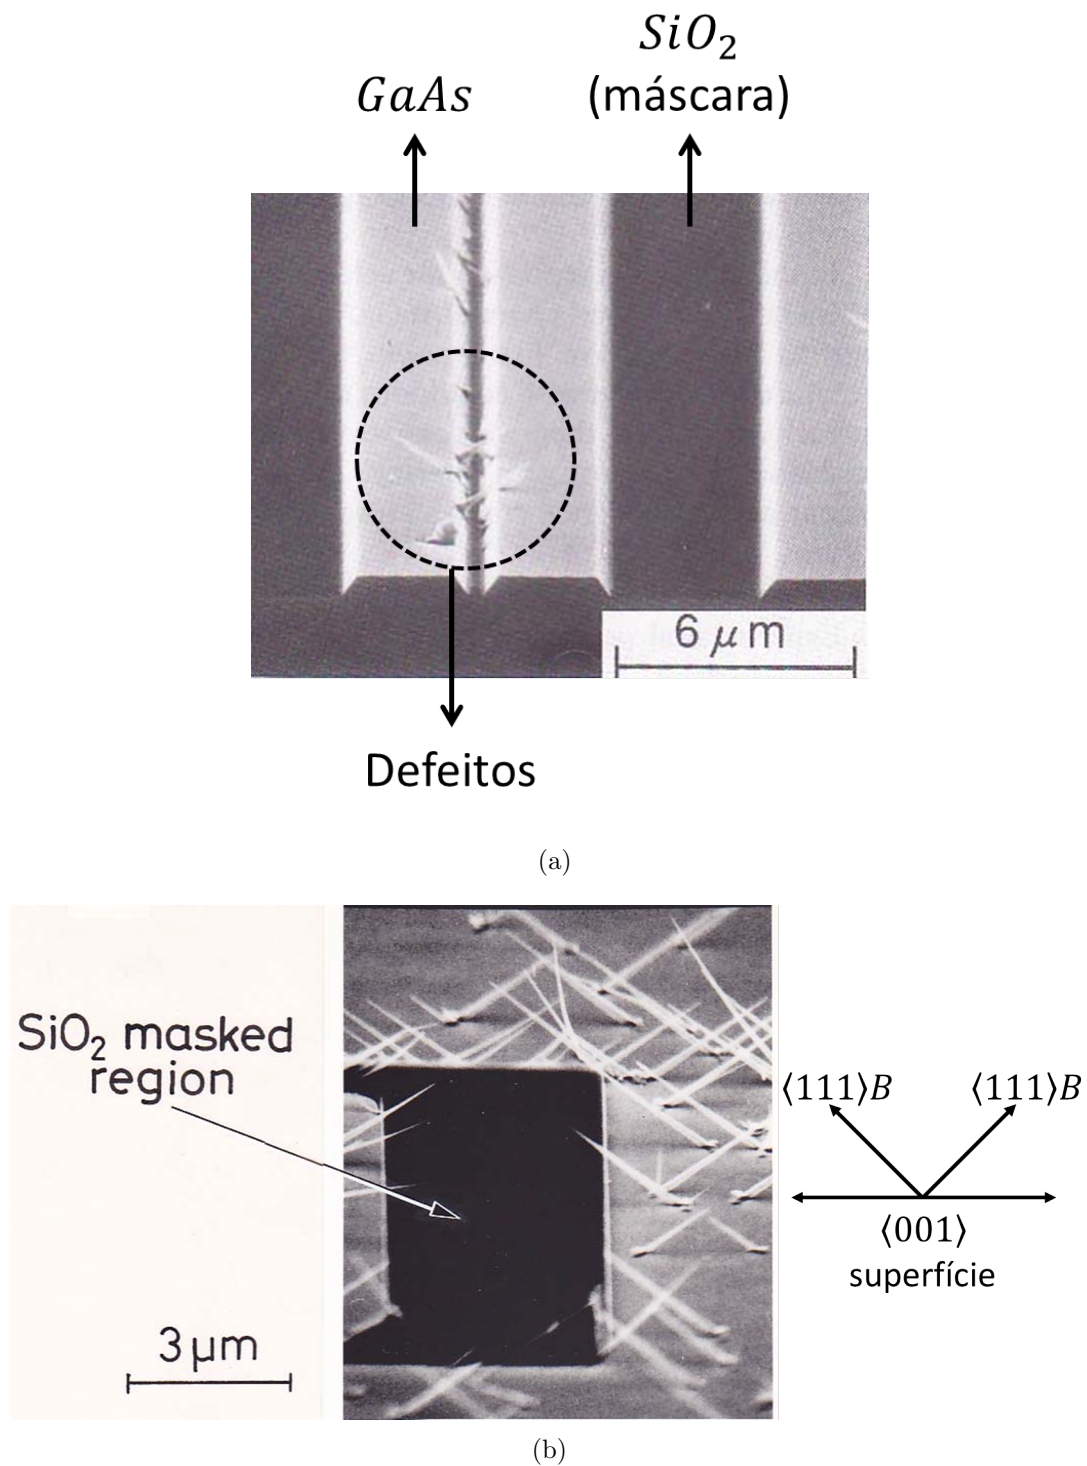 SiO₂
GaAs (máscara)
6 μm
Defeitos
(a)
SiO₂ masked
region
⟨111⟩B ⟨111⟩B
⟨001⟩
superfície
3 μm
(b)